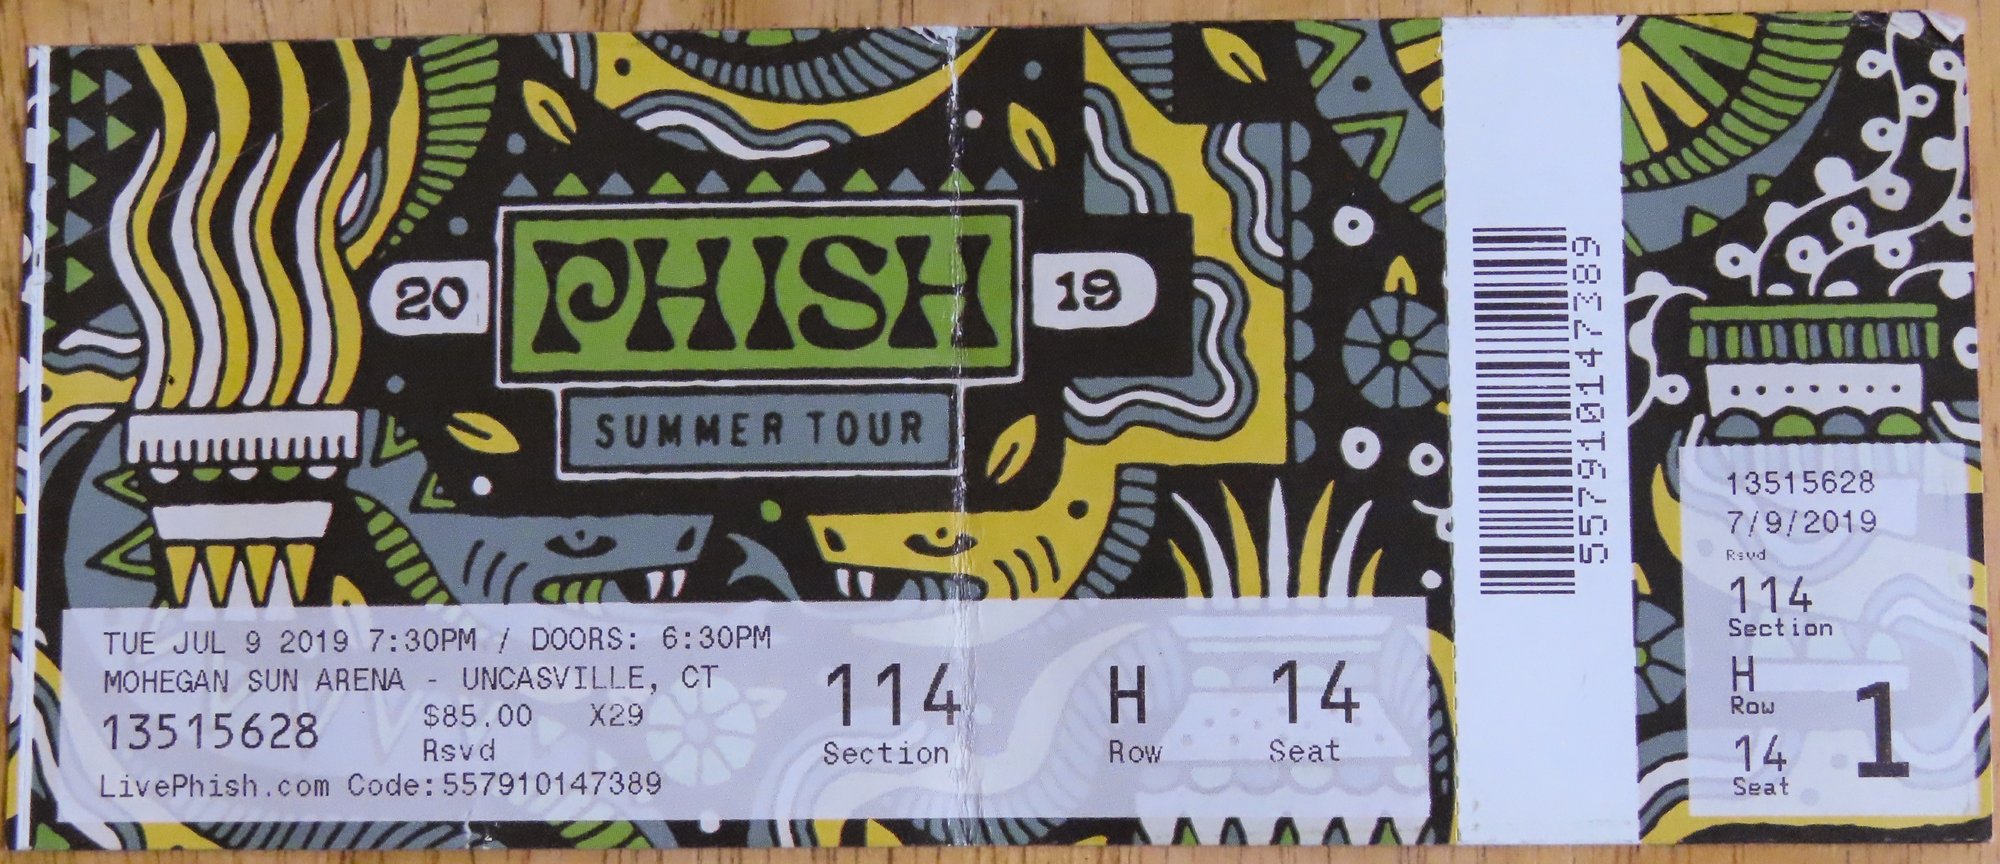 20 PHISH 19
SUMMER TOUR
TUE JUL 9 2019 7:30PM / DOORS: 6:30PM
MOHEGAN SUN ARENA - UNCASVILLE, CT
13515628 $85.00 X29
Rsvd
LivePhish.com Code:557910147389
114 H 14
Section Row Seat
557910147389
13515628
7/9/2019
Rsvd
114
Section
H
Row
14
Seat
1